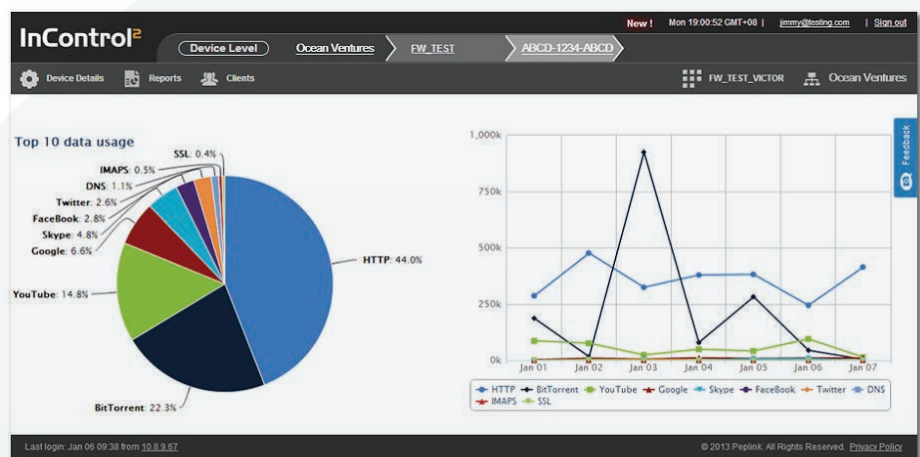 New ! Mon 19:00:52 GMT+08 | jimmy@testing.com | Sign out
InControl²
Device Level Ocean Ventures FW_TEST ABCD-1234-ABCD
Device Details Reports Clients FW_TEST_VICTOR Ocean Ventures
Top 10 data usage
SSL: 0.4%
IMAPS: 0.5%
DNS: 1.1%
Twitter: 2.6%
FaceBook: 2.8%
Skype: 4.8%
Google: 6.6%
HTTP: 44.0%
YouTube: 14.8%
BitTorrent: 22.3%
1,000k
750k
500k
250k
0k
Jan 01 Jan 02 Jan 03 Jan 04 Jan 05 Jan 06 Jan 07
HTTP BitTorrent YouTube Google Skype FaceBook Twitter DNS
IMAPS SSL
Feedback
Last login: Jan 06 09:38 from 10.8.9.67 © 2013 Peplink. All Rights Reserved. Privacy Policy